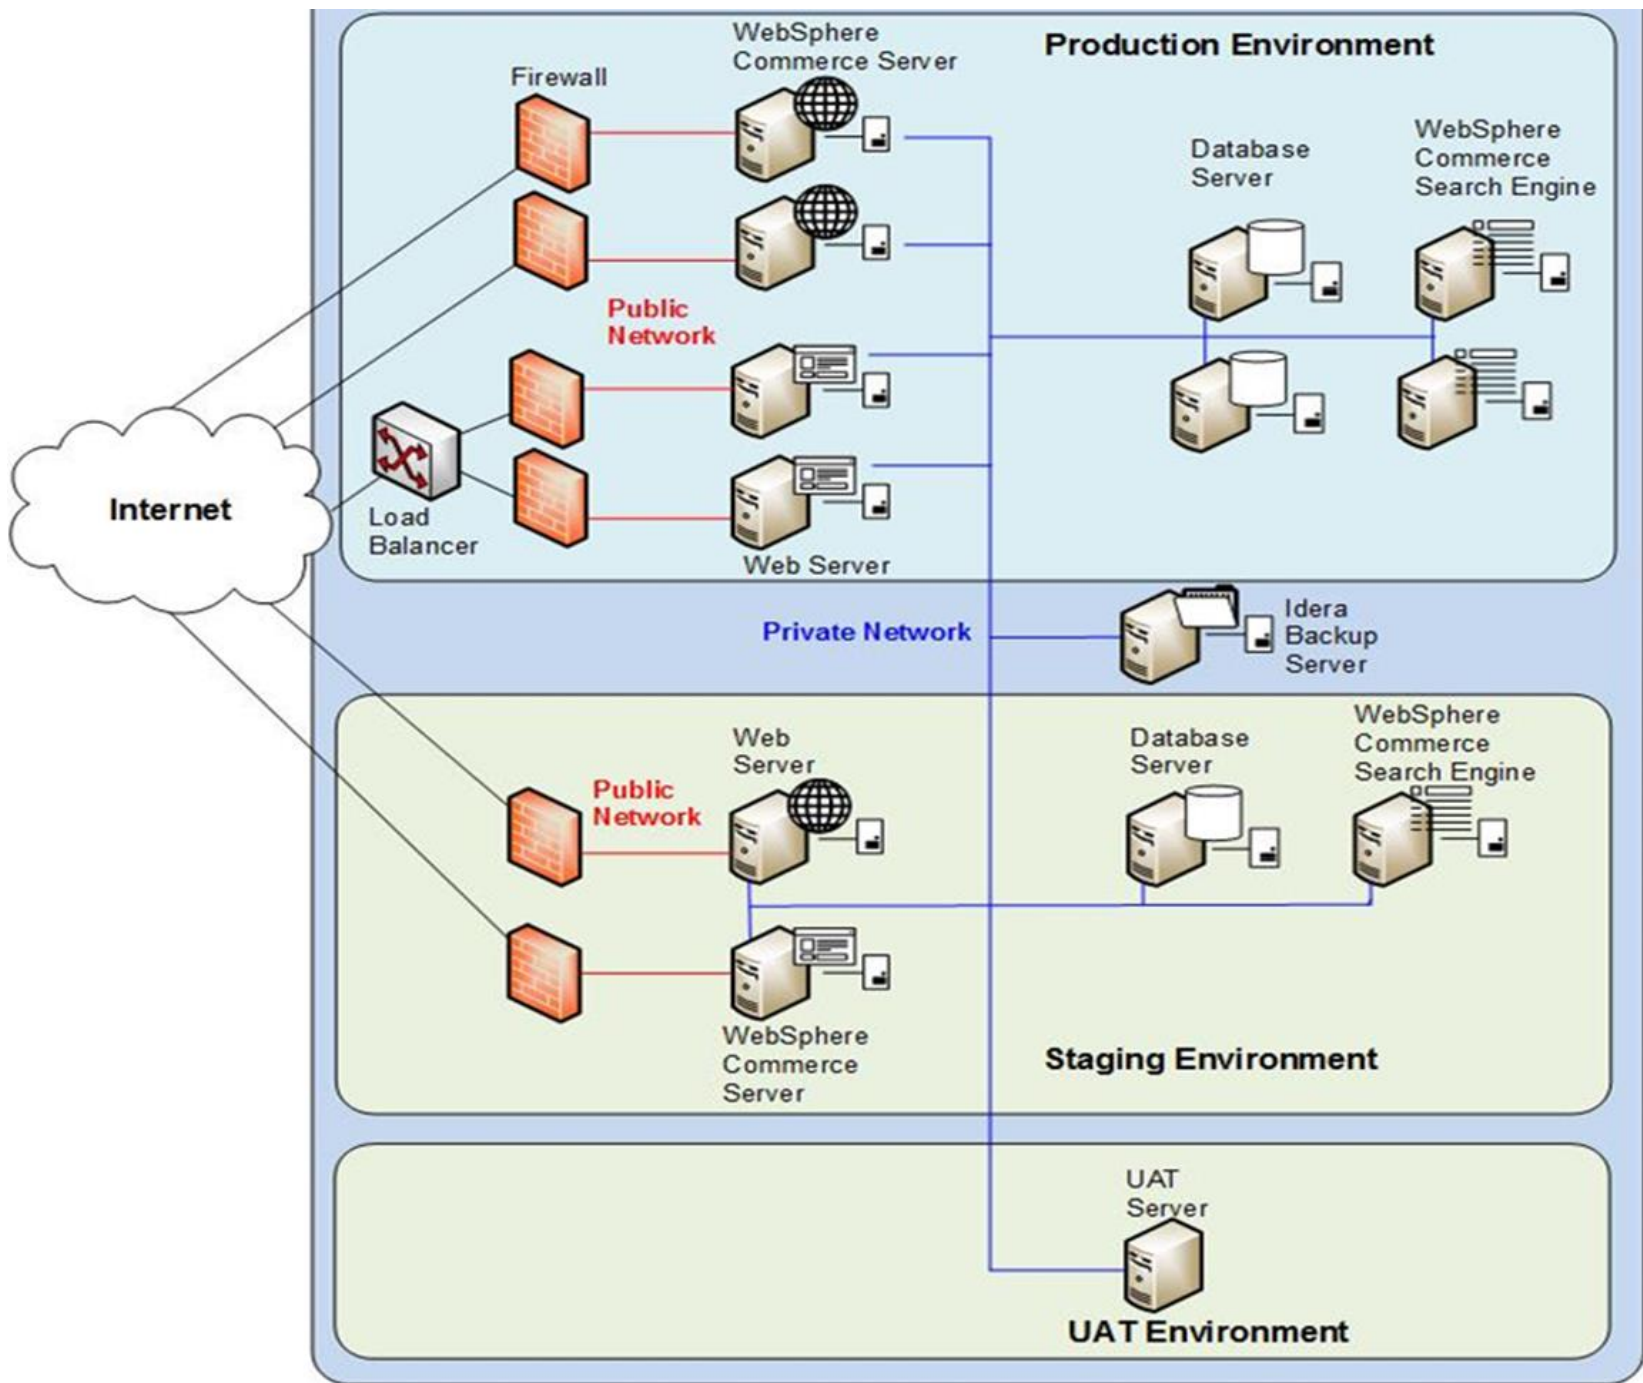 Production Environment
WebSphere
Commerce Server
Firewall
Database
Server
WebSphere
Commerce
Search Engine
Public
Network
Internet
Load
Balancer
Web Server
Private Network
Idera
Backup
Server
Web
Server
Public
Network
Database
Server
WebSphere
Commerce
Search Engine
WebSphere
Commerce
Server
Staging Environment
UAT
Server
UAT Environment